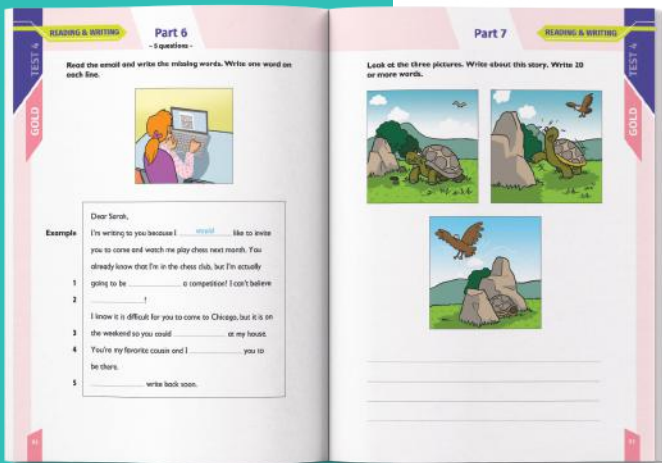 READING & WRITING
Part 6
– 5 questions –
TEST 4
GOLD
Read the email and write the missing words. Write one word on
each line.
Dear Sarah,
Example I'm writing to you because I would like to invite
you to come and watch me play chess next month. You
already know that I'm in the chess club, but I'm actually
1 going to be a competition! I can't believe
2 !
I know it is difficult for you to come to Chicago, but it is on
3 the weekend so you could at my house.
4 You're my favorite cousin and I you to
be there.
5 write back soon.
Part 7
READING & WRITING
TEST 4
GOLD
Look at the three pictures. Write about this story. Write 20
or more words.